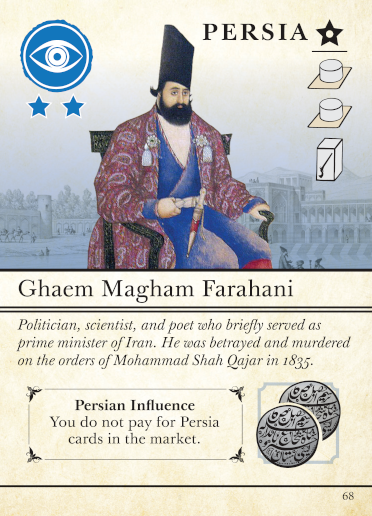 PERSIA
Ghaem Magham Farahani
Politician, scientist, and poet who briefly served as
prime minister of Iran. He was betrayed and murdered
on the orders of Mohammad Shah Qajar in 1835.
Persian Influence
You do not pay for Persia
cards in the market.
68